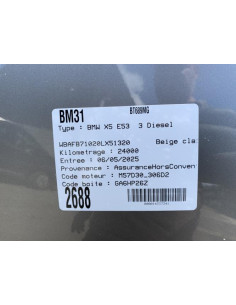 BM31
BT689MG
Type : BMW X5 E53 3 Diesel
WBAFB71020LX51320
Beige cla
Kilometrage : 24000
Entree : 06/05/2025
Provenance : AssuranceHorsConven
Code moteur : M57D30_306D2
Code boite : GA6HP26Z
2688